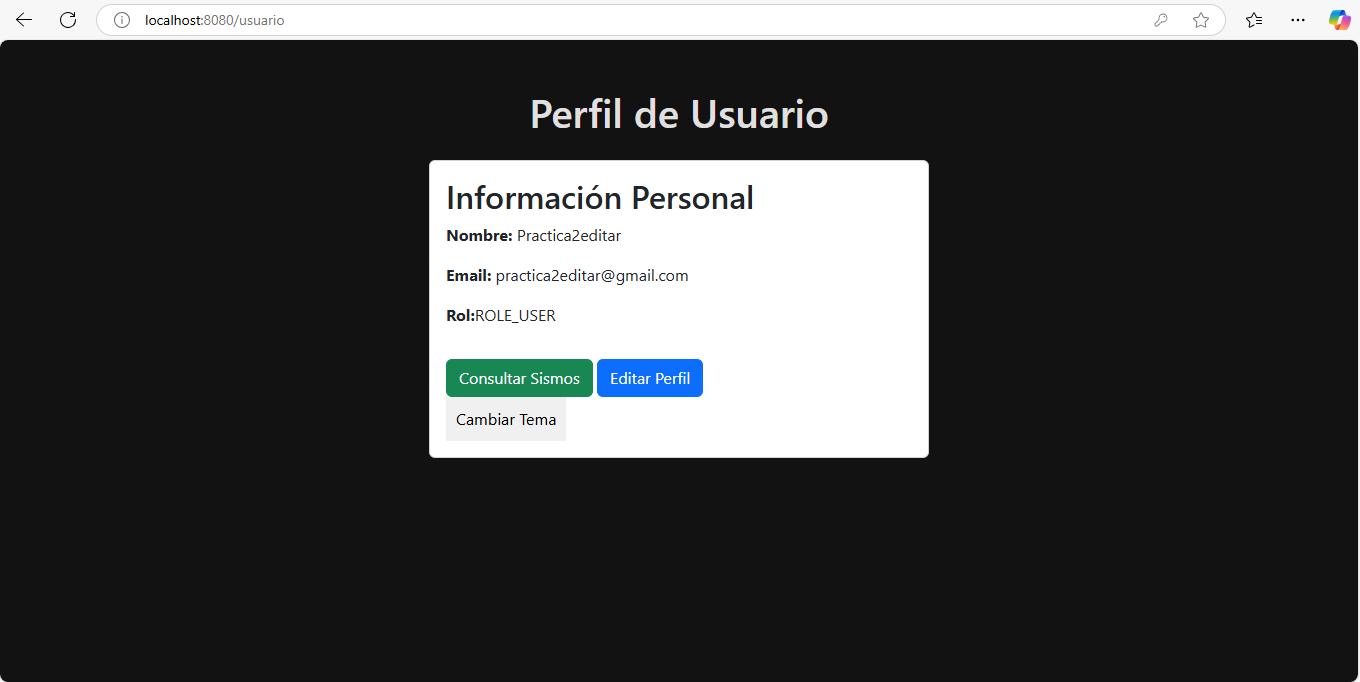 localhost:8080/usuario
Perfil de Usuario
Información Personal
Nombre: Practica2editar
Email: practica2editar@gmail.com
Rol:ROLE_USER
Consultar Sismos Editar Perfil
Cambiar Tema